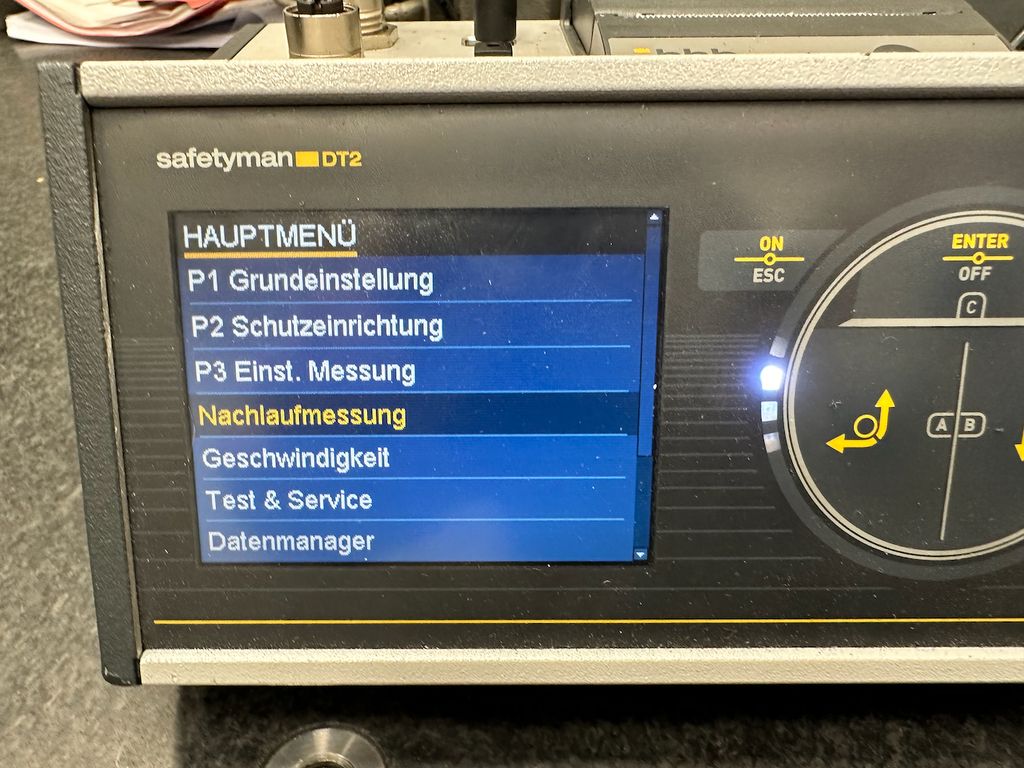 safetyman DT2
HAUPTMENÜ
P1 Grundeinstellung
P2 Schutzeinrichtung
P3 Einst. Messung
Nachlaufmessung
Geschwindigkeit
Test & Service
Datenmanager
ON
ESC
ENTER
OFF
C
A B